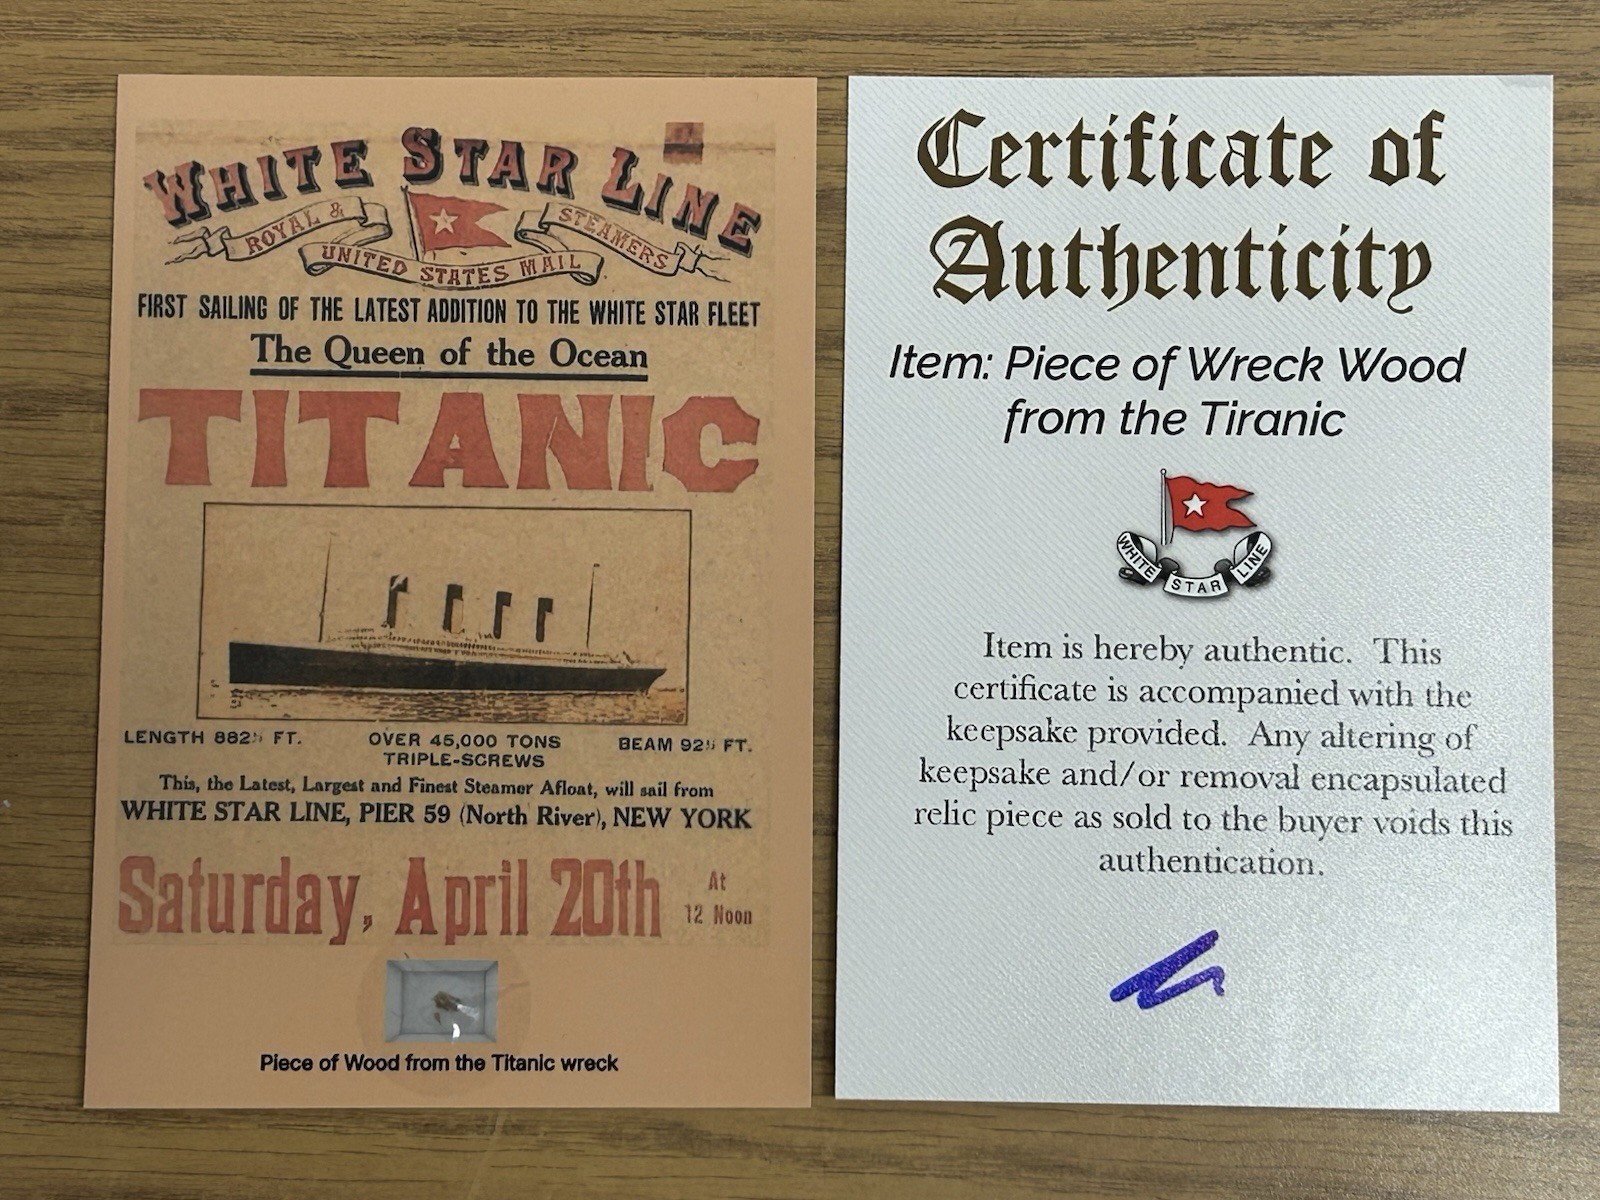 WHITE STAR LINE
ROYAL & UNITED STATES MAIL STEAMERS
FIRST SAILING OF THE LATEST ADDITION TO THE WHITE STAR FLEET
The Queen of the Ocean
TITANIC
LENGTH 882½ FT. OVER 45,000 TONS BEAM 92½ FT.
TRIPLE-SCREWS
This, the Latest, Largest and Finest Steamer Afloat, will sail from
WHITE STAR LINE, PIER 59 (North River), NEW YORK
Saturday, April 20th At
12 Noon
Piece of Wood from the Titanic wreck
Certificate of
Authenticity
Item: Piece of Wreck Wood
from the Tiranic
WHITE STAR LINE
Item is hereby authentic. This
certificate is accompanied with the
keepsake provided. Any altering of
keepsake and/or removal encapsulated
relic piece as sold to the buyer voids this
authentication.